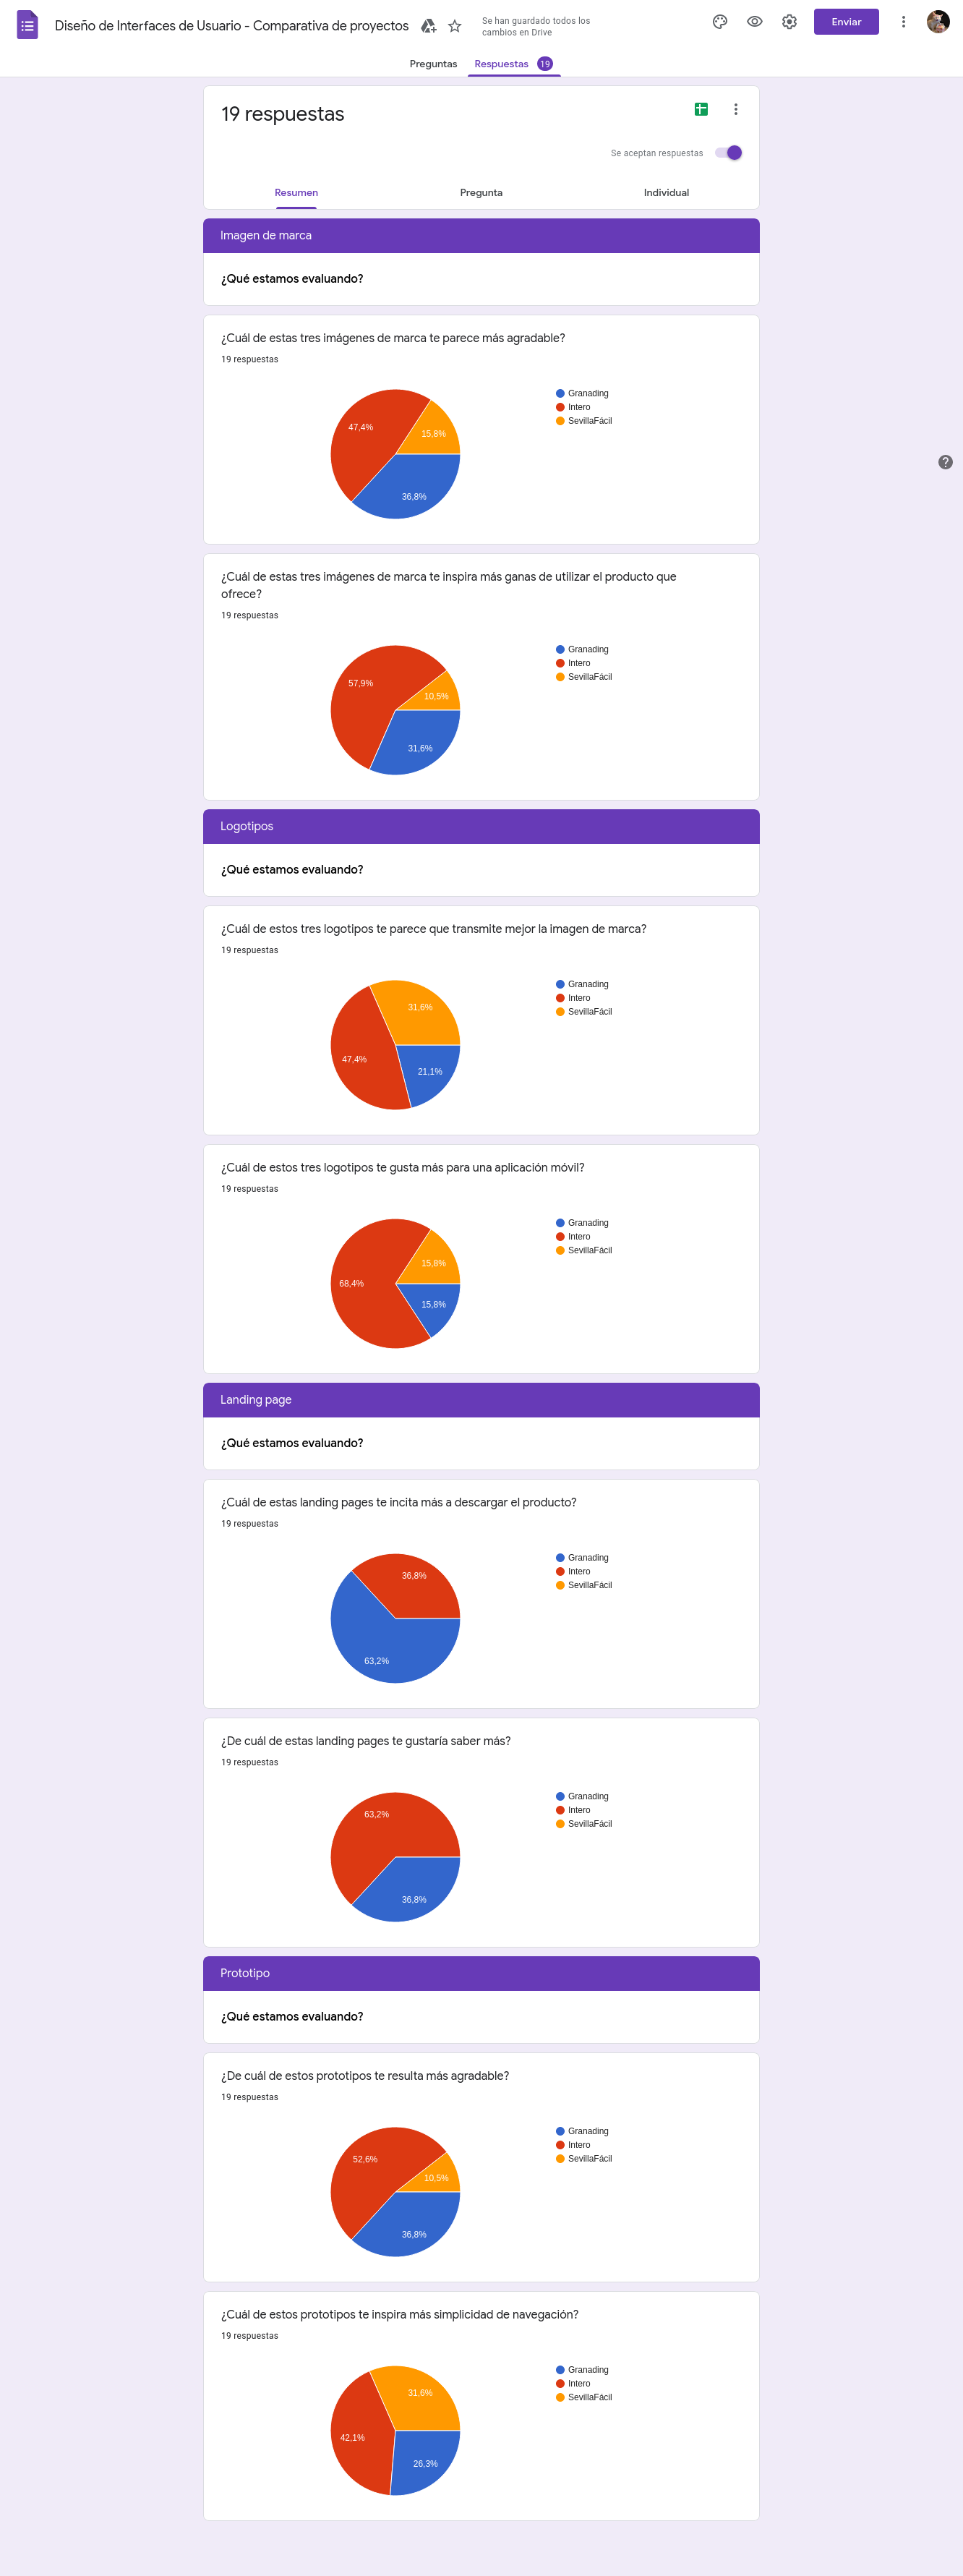 Diseño de Interfaces de Usuario - Comparativa de proyectos
Se han guardado todos los
cambios en Drive
Enviar
Preguntas
Respuestas 19
19 respuestas
Se aceptan respuestas
Resumen
Pregunta
Individual
Imagen de marca
¿Qué estamos evaluando?
¿Cuál de estas tres imágenes de marca te parece más agradable?
19 respuestas
Granading
Intero
SevillaFácil
47,4%
15,8%
36,8%
¿Cuál de estas tres imágenes de marca te inspira más ganas de utilizar el producto que
ofrece?
19 respuestas
Granading
Intero
SevillaFácil
57,9%
10,5%
31,6%
Logotipos
¿Qué estamos evaluando?
¿Cuál de estos tres logotipos te parece que transmite mejor la imagen de marca?
19 respuestas
Granading
Intero
SevillaFácil
31,6%
47,4%
21,1%
¿Cuál de estos tres logotipos te gusta más para una aplicación móvil?
19 respuestas
Granading
Intero
SevillaFácil
15,8%
68,4%
15,8%
Landing page
¿Qué estamos evaluando?
¿Cuál de estas landing pages te incita más a descargar el producto?
19 respuestas
Granading
Intero
SevillaFácil
36,8%
63,2%
¿De cuál de estas landing pages te gustaría saber más?
19 respuestas
Granading
Intero
SevillaFácil
63,2%
36,8%
Prototipo
¿Qué estamos evaluando?
¿De cuál de estos prototipos te resulta más agradable?
19 respuestas
Granading
Intero
SevillaFácil
52,6%
10,5%
36,8%
¿Cuál de estos prototipos te inspira más simplicidad de navegación?
19 respuestas
Granading
Intero
SevillaFácil
31,6%
42,1%
26,3%